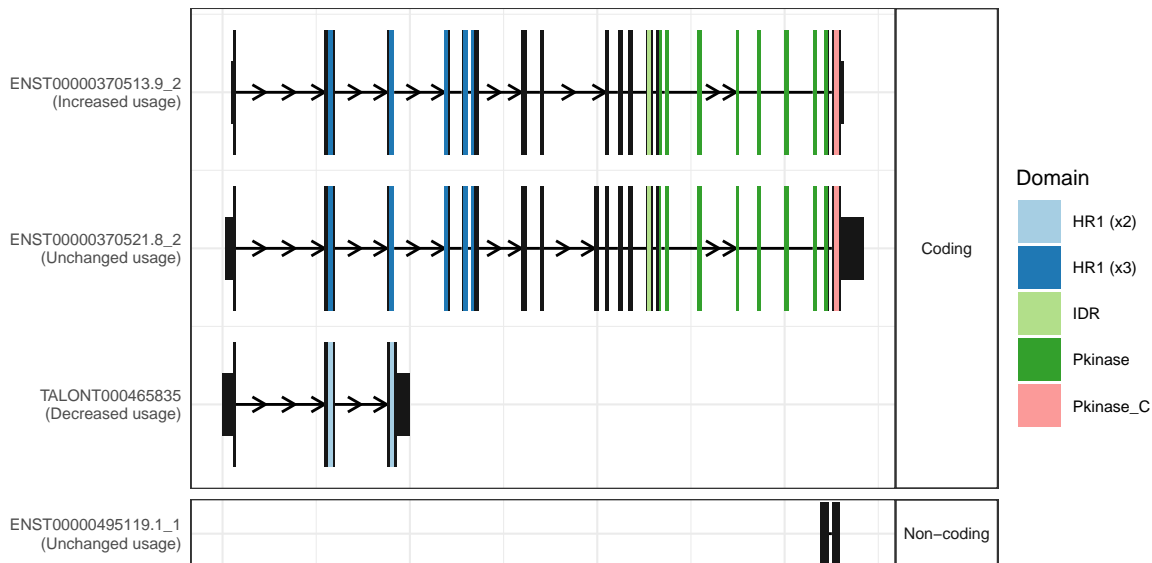 ENST00000370513.9_2
(Increased usage)
ENST00000370521.8_2
(Unchanged usage)
TALONT000465835
(Decreased usage)
ENST00000495119.1_1
(Unchanged usage)
Coding
Non−coding
Domain
HR1 (x2)
HR1 (x3)
IDR
Pkinase
Pkinase_C